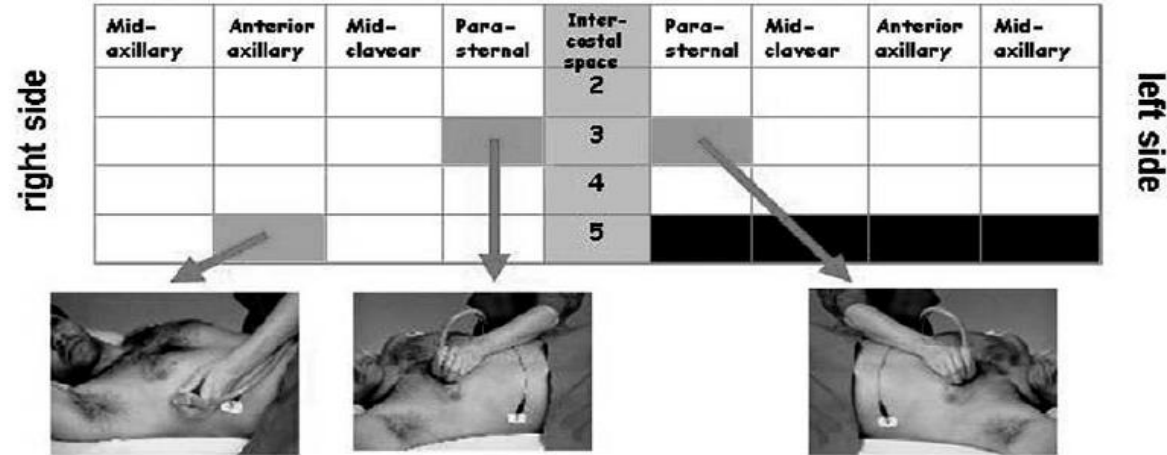 Mid-
axillary
Anterior
axillary
Mid-
clavear
Para-
sternal
Inter-
costal
space
Para-
sternal
Mid-
clavear
Anterior
axillary
Mid-
axillary
2
3
4
5
right side
left side